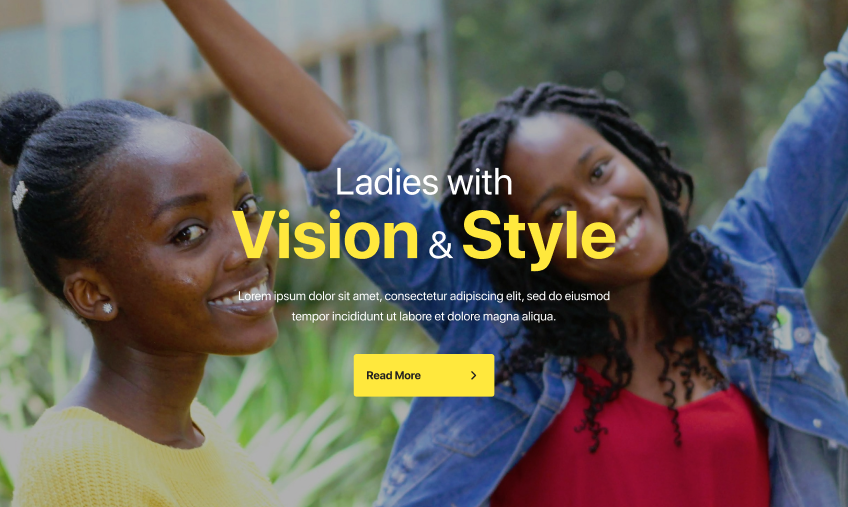 Ladies with
Vision & Style
Lorem ipsum dolor sit amet, consectetur adipiscing elit, sed do eiusmod
tempor incididunt ut labore et dolore magna aliqua.
Read More